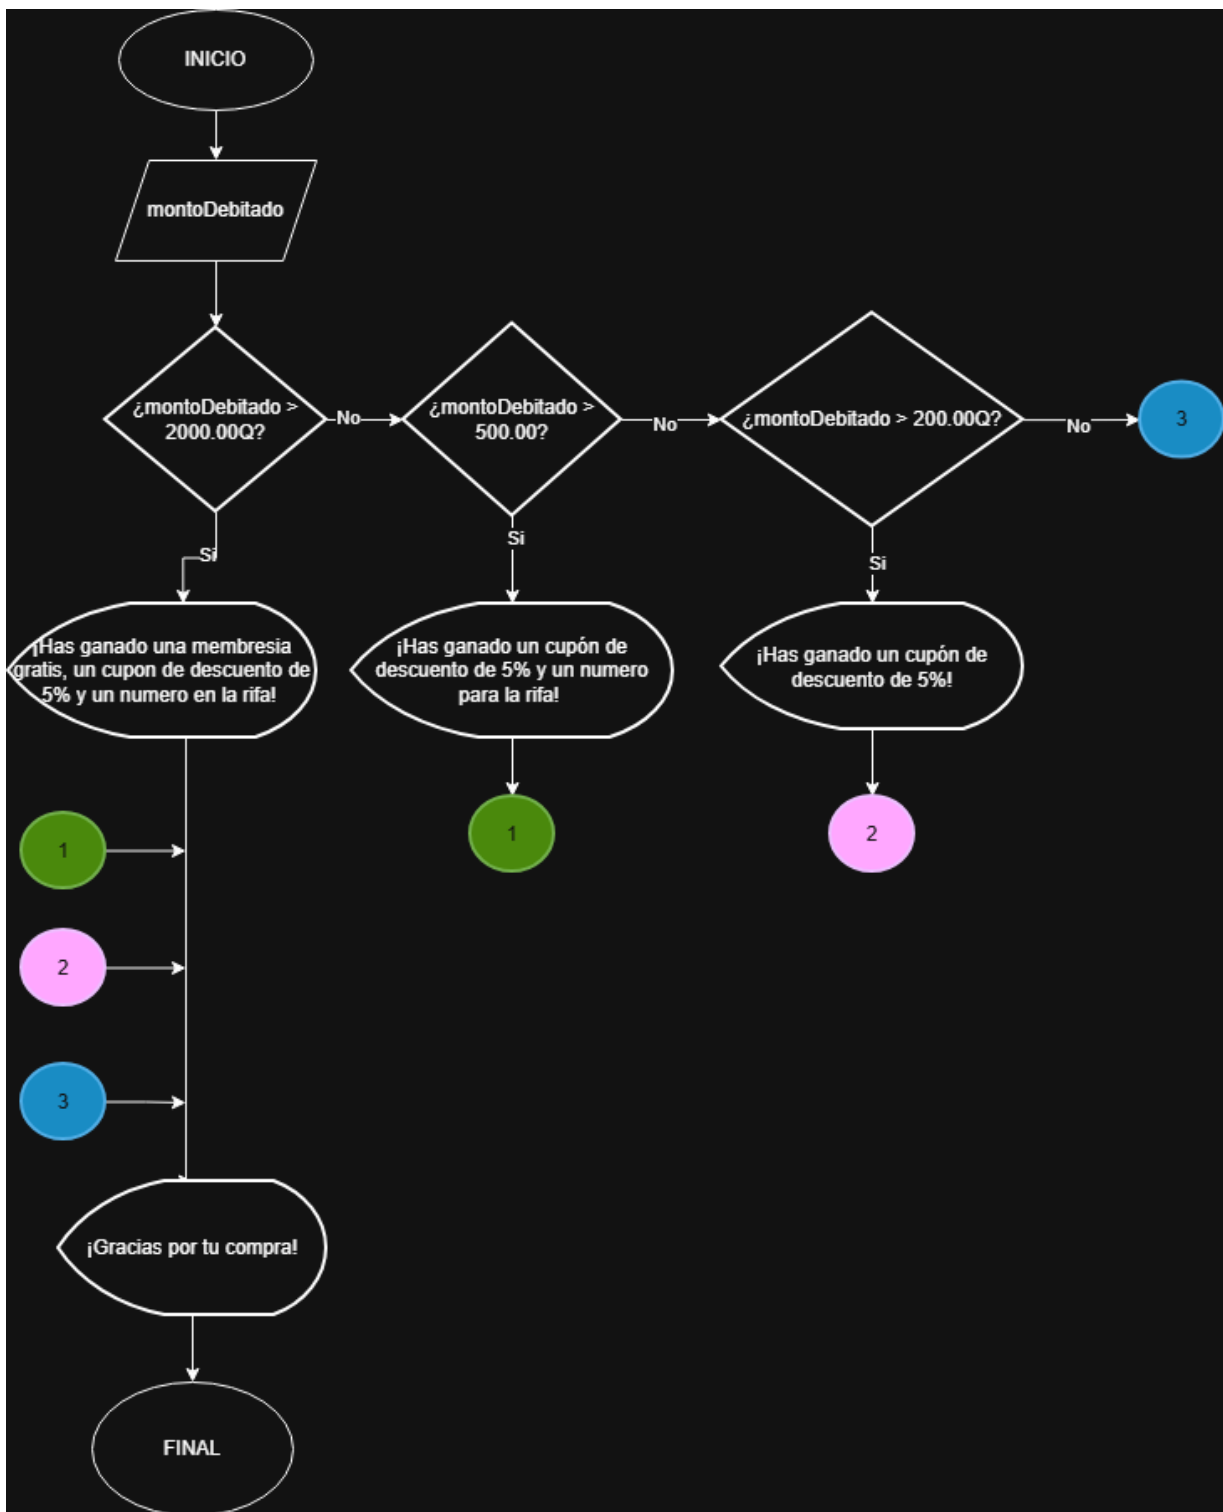 INICIO
montoDebitado
¿montoDebitado >
2000.00Q?
No
¿montoDebitado >
500.00?
No
¿montoDebitado > 200.00Q?
No
3
Si
Si
Si
¡Has ganado una membresia
gratis, un cupon de descuento de
5% y un numero en la rifa!
¡Has ganado un cupón de
descuento de 5% y un numero
para la rifa!
¡Has ganado un cupón de
descuento de 5%!
1
1
2
2
3
¡Gracias por tu compra!
FINAL